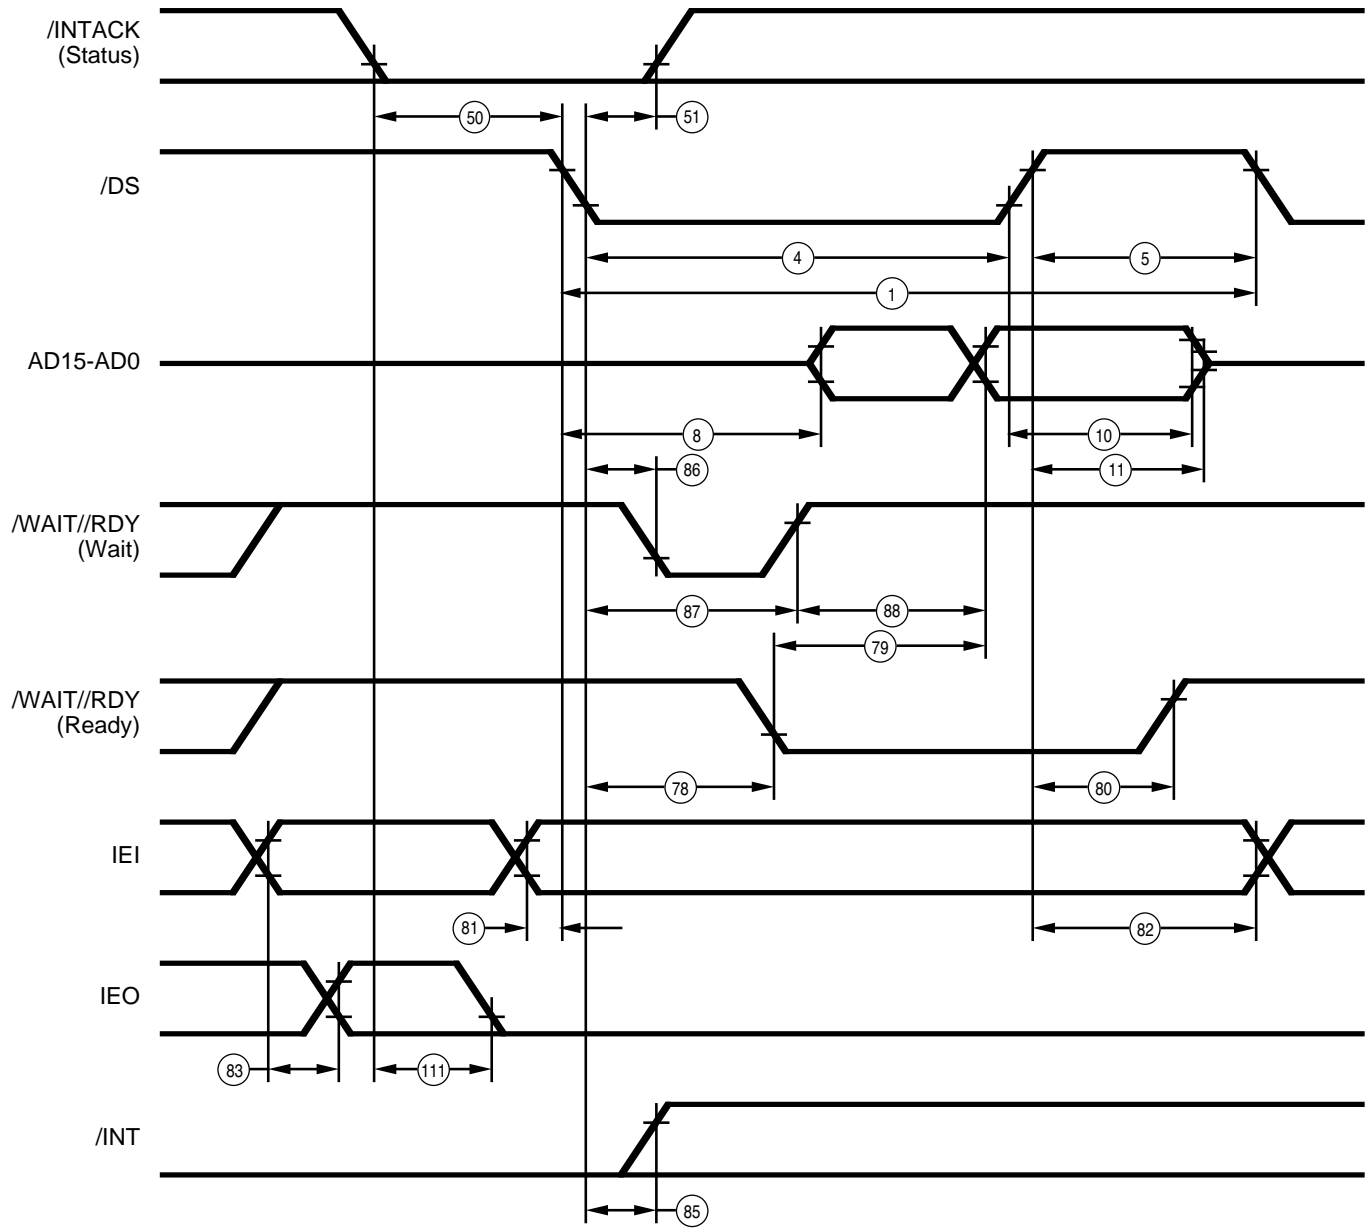 /INTACK
(Status)
50
51
/DS
4
5
1
AD15-AD0
8
10
86
11
/WAIT//RDY
(Wait)
87
88
79
/WAIT//RDY
(Ready)
78
80
IEI
81
82
IEO
83
111
/INT
85